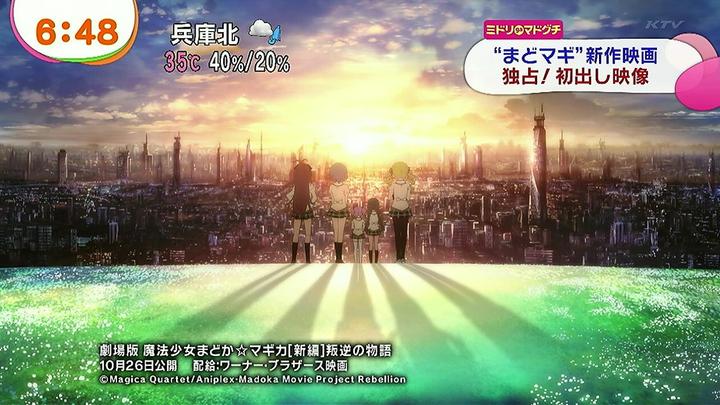 6:48
兵庫北
35℃ 40%/20%
KTV
ミドリのマドグチ
“まどマギ”新作映画
独占！初出し映像
劇場版 魔法少女まどか☆マギカ[新編]叛逆の物語
10月26日公開 配給：ワーナー・ブラザース映画
©Magica Quartet/Aniplex・Madoka Movie Project Rebellion